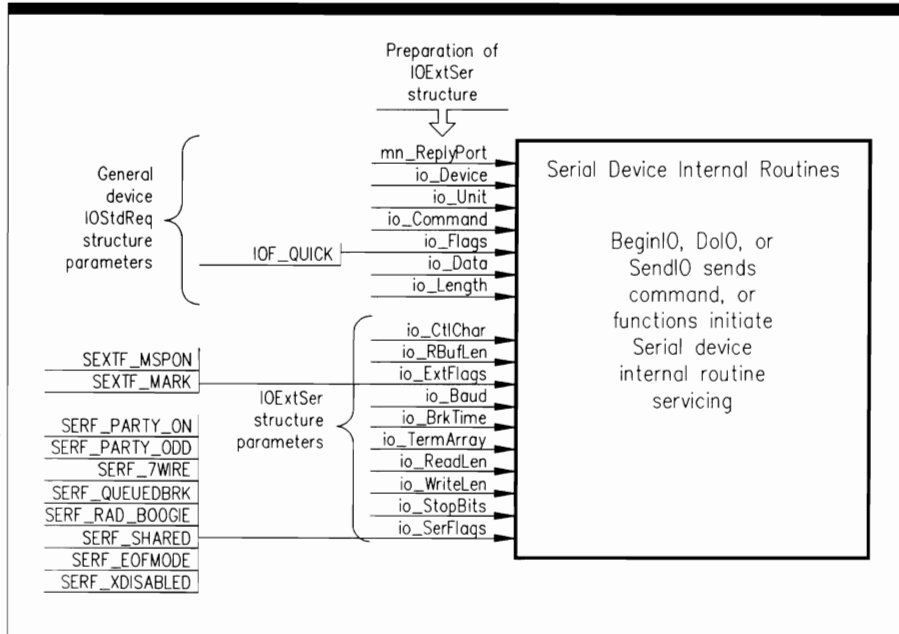 Preparation of
IOExtSer
structure
General
device
IOStdReq
structure
parameters
IOF_QUICK
mn_ReplyPort
io_Device
io_Unit
io_Command
io_Flags
io_Data
io_Length
SEXTF_MSPON
SEXTF_MARK
SERF_PARTY_ON
SERF_PARTY_ODD
SERF_7WIRE
SERF_QUEUEDBRK
SERF_RAD_BOOGIE
SERF_SHARED
SERF_EOFMODE
SERF_XDISABLED
IOExtSer
structure
parameters
io_CtlChar
io_RBufLen
io_ExtFlags
io_Baud
io_BrkTime
io_TermArray
io_ReadLen
io_WriteLen
io_StopBits
io_SerFlags
Serial Device Internal Routines
BeginIO, DoIO, or
SendIO sends
command, or
functions initiate
Serial device
internal routine
servicing